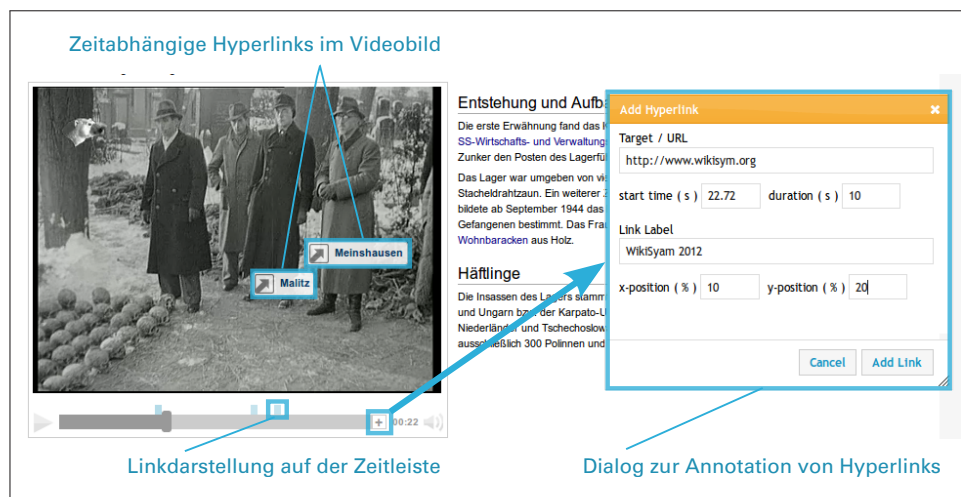 Zeitabhängige Hyperlinks im Videobild
Meinshausen
Malitz
00:22
Linkdarstellung auf der Zeitleiste
Entstehung und Aufba
Die erste Erwähnung fand das K
SS-Wirtschafts- und Verwaltung
Zunker den Posten des Lagerfü
Das Lager war umgeben von vie
Stacheldrahtzaun. Ein weiterer
bildete ab September 1944 das
Gefangenen bestimmt. Das Frau
Wohnbaracken aus Holz.
Häftlinge
Die Insassen des Lagers stamm
und Ungarn bzw. der Karpato-U
Niederländer und Tschechoslow
ausschließlich 300 Polinnen und
Add Hyperlink
Target / URL
http://www.wikisym.org
start time ( s ) 22.72 duration ( s ) 10
Link Label
WikiSyam 2012
x-position ( % ) 10 y-position ( % ) 20
Cancel Add Link
Dialog zur Annotation von Hyperlinks